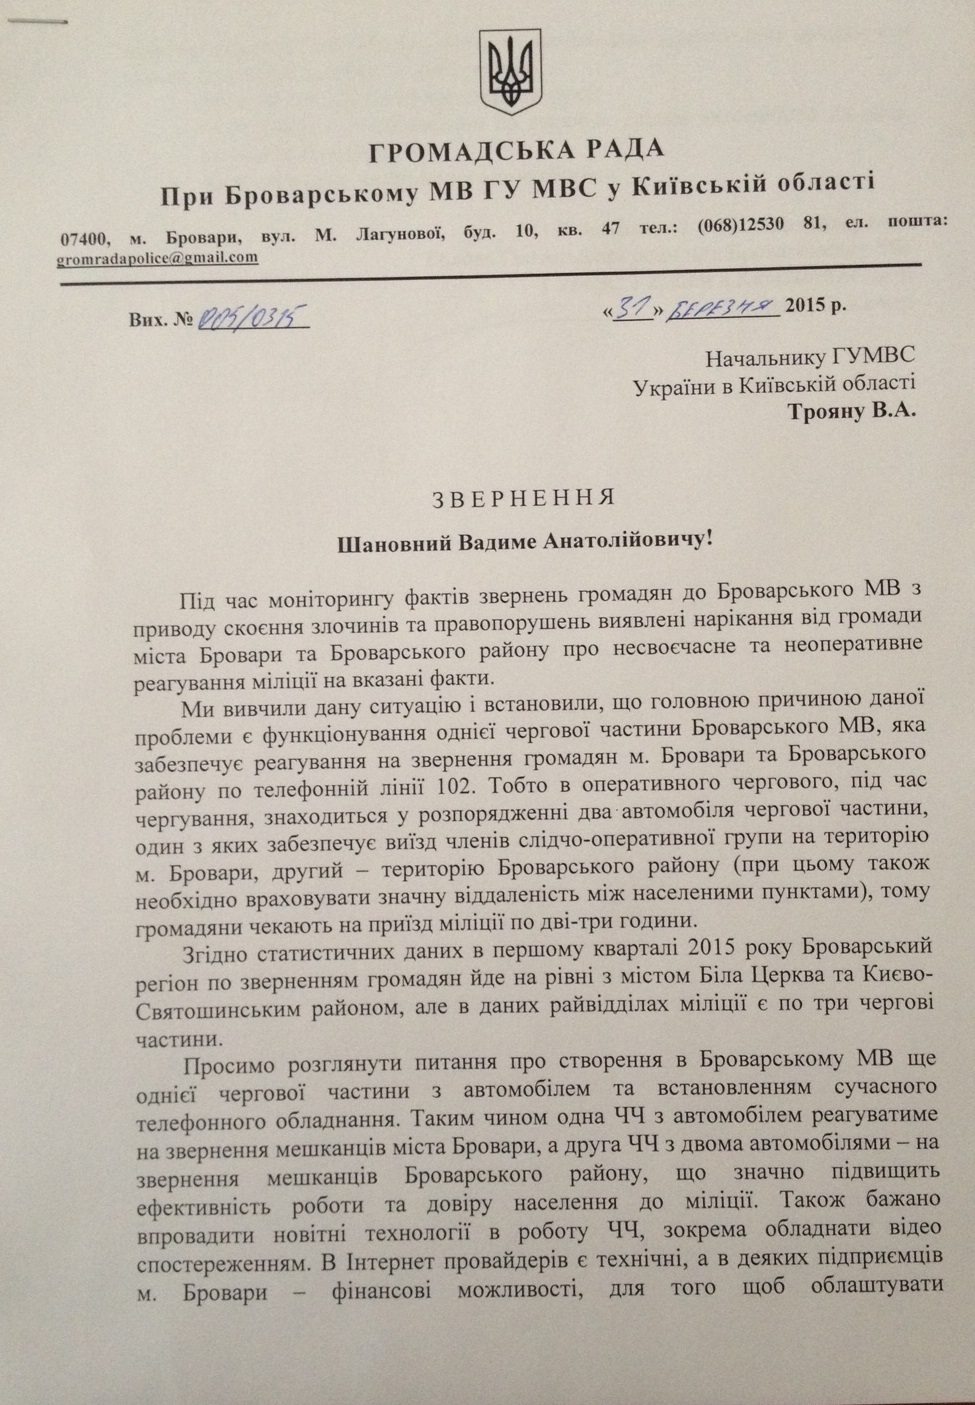 ГРОМАДСЬКА РАДА
При Броварському МВ ГУ МВС у Київській області
07400, м. Бровари, вул. М. Лагунової, буд. 10, кв. 47 тел.: (068)12530 81, ел. пошта:
gromradapolice@gmail.com
Вих. № 005/0315 «31» БЕРЕЗНЯ 2015 р.
Начальнику ГУМВС
України в Київській області
Трояну В.А.
ЗВЕРНЕННЯ
Шановний Вадиме Анатолійовичу!
Під час моніторингу фактів звернень громадян до Броварського МВ з
приводу скоєння злочинів та правопорушень виявлені нарікання від громади
міста Бровари та Броварського району про несвоєчасне та неоперативне
реагування міліції на вказані факти.
Ми вивчили дану ситуацію і встановили, що головною причиною даної
проблеми є функціонування однієї чергової частини Броварського МВ, яка
забезпечує реагування на звернення громадян м. Бровари та Броварського
району по телефонній лінії 102. Тобто в оперативного чергового, під час
чергування, знаходиться у розпорядженні два автомобіля чергової частини,
один з яких забезпечує виїзд членів слідчо-оперативної групи на територію
м. Бровари, другий – територію Броварського району (при цьому також
необхідно враховувати значну віддаленість між населеними пунктами), тому
громадяни чекають на приїзд міліції по дві-три години.
Згідно статистичних даних в першому кварталі 2015 року Броварський
регіон по зверненням громадян йде на рівні з містом Біла Церква та Києво-
Святошинським районом, але в даних райвідділах міліції є по три чергові
частини.
Просимо розглянути питання про створення в Броварському МВ ще
однієї чергової частини з автомобілем та встановленням сучасного
телефонного обладнання. Таким чином одна ЧЧ з автомобілем реагуватиме
на звернення мешканців міста Бровари, а друга ЧЧ з двома автомобілями – на
звернення мешканців Броварського району, що значно підвищить
ефективність роботи та довіру населення до міліції. Також бажано
впровадити новітні технології в роботу ЧЧ, зокрема обладнати відео
спостереженням. В Інтернет провайдерів є технічні, а в деяких підприємців
м. Бровари – фінансові можливості, для того щоб облаштувати